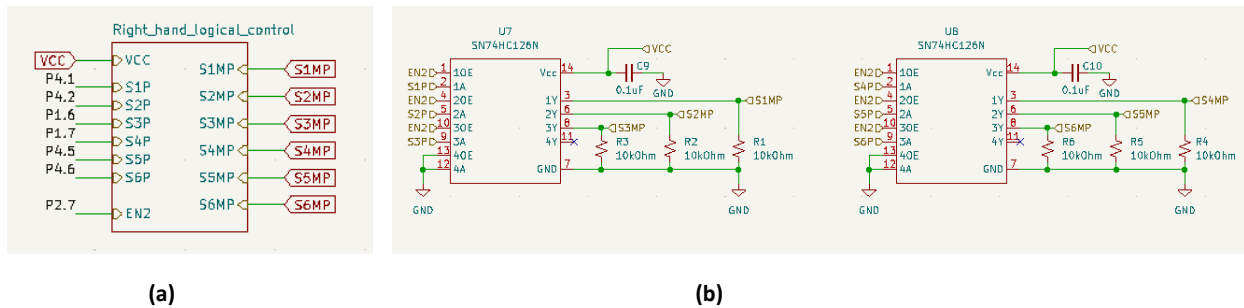 Right_hand_logical_control
VCC
VCC
P4.1
S1P
P4.2
S2P
P1.6
S3P
P1.7
S4P
P4.5
S5P
P4.6
S6P
P2.7
EN2
S1MP
S1MP
S2MP
S2MP
S3MP
S3MP
S4MP
S4MP
S5MP
S5MP
S6MP
S6MP
(a)
U7
SN74HC126N
EN2 1 1OE
S1P 2 1A
EN2 4 2OE
S2P 5 2A
EN2 10 3OE
S3P 9 3A
13 4OE
12 4A
Vcc 14
1Y 3
2Y 6
3Y 8
4Y 11
GND 7
VCC
C9
0.1uF
GND
S1MP
S2MP
S3MP
R3
10kOhm
R2
10kOhm
R1
10kOhm
GND
GND
U8
SN74HC126N
EN2 1 1OE
S4P 2 1A
EN2 4 2OE
S5P 5 2A
EN2 10 3OE
S6P 9 3A
13 4OE
12 4A
Vcc 14
1Y 3
2Y 6
3Y 8
4Y 11
GND 7
VCC
C10
0.1uF
GND
S4MP
S5MP
S6MP
R6
10kOhm
R5
10kOhm
R4
10kOhm
GND
GND
(b)